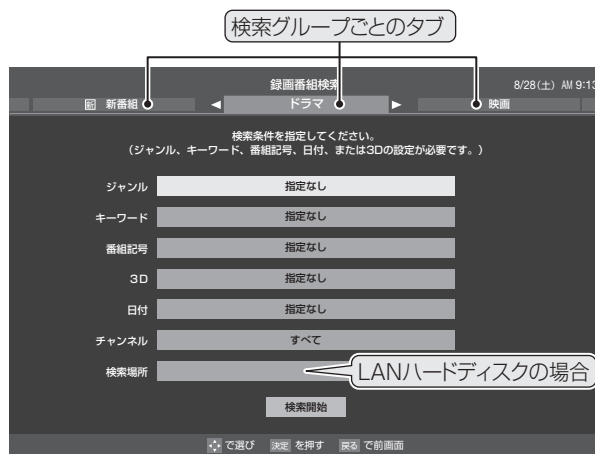 検索グループごとのタブ
録画番組検索
8/28(土) AM 9:13
新 新番組
ドラマ
映画
検索条件を指定してください。
(ジャンル、キーワード、番組記号、日付、または3Dの設定が必要です。)
ジャンル 指定なし
キーワード 指定なし
番組記号 指定なし
3D 指定なし
日付 指定なし
チャンネル すべて
検索場所
LANハードディスクの場合
検索開始
で選び 決定 を押す 戻る で前画面